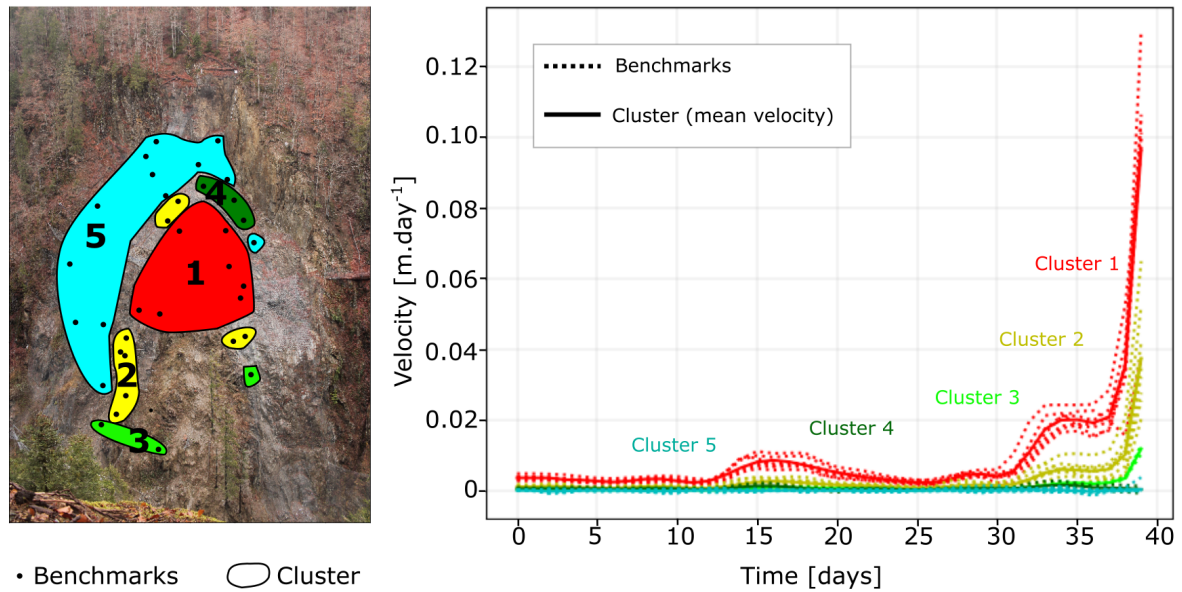 5
4
1
2
3
Benchmarks
Cluster
Velocity [m.day-1]
0.12
0.10
0.08
0.06
0.04
0.02
0
Benchmarks
Cluster (mean velocity)
Cluster 1
Cluster 2
Cluster 3
Cluster 4
Cluster 5
0 5 10 15 20 25 30 35 40
Time [days]